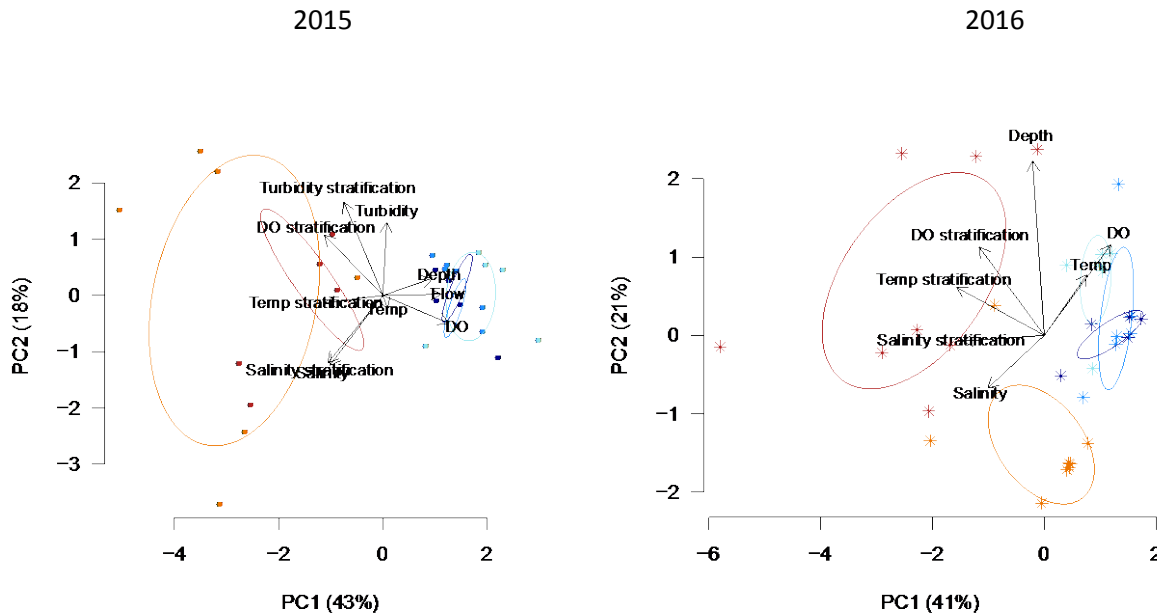 2015
2016
2
1
0
−1
−2
−3
−4
−2
0
2
PC2 (18%)
PC1 (43%)
Turbidity stratification
Turbidity
DO stratification
Depth
Temp stratification
Flow
Temp
DO
Salinity stratification
Salinity
2
1
0
−1
−2
−6
−4
−2
0
2
PC2 (21%)
PC1 (41%)
Depth
DO stratification
DO
Temp
Temp stratification
Salinity stratification
Salinity